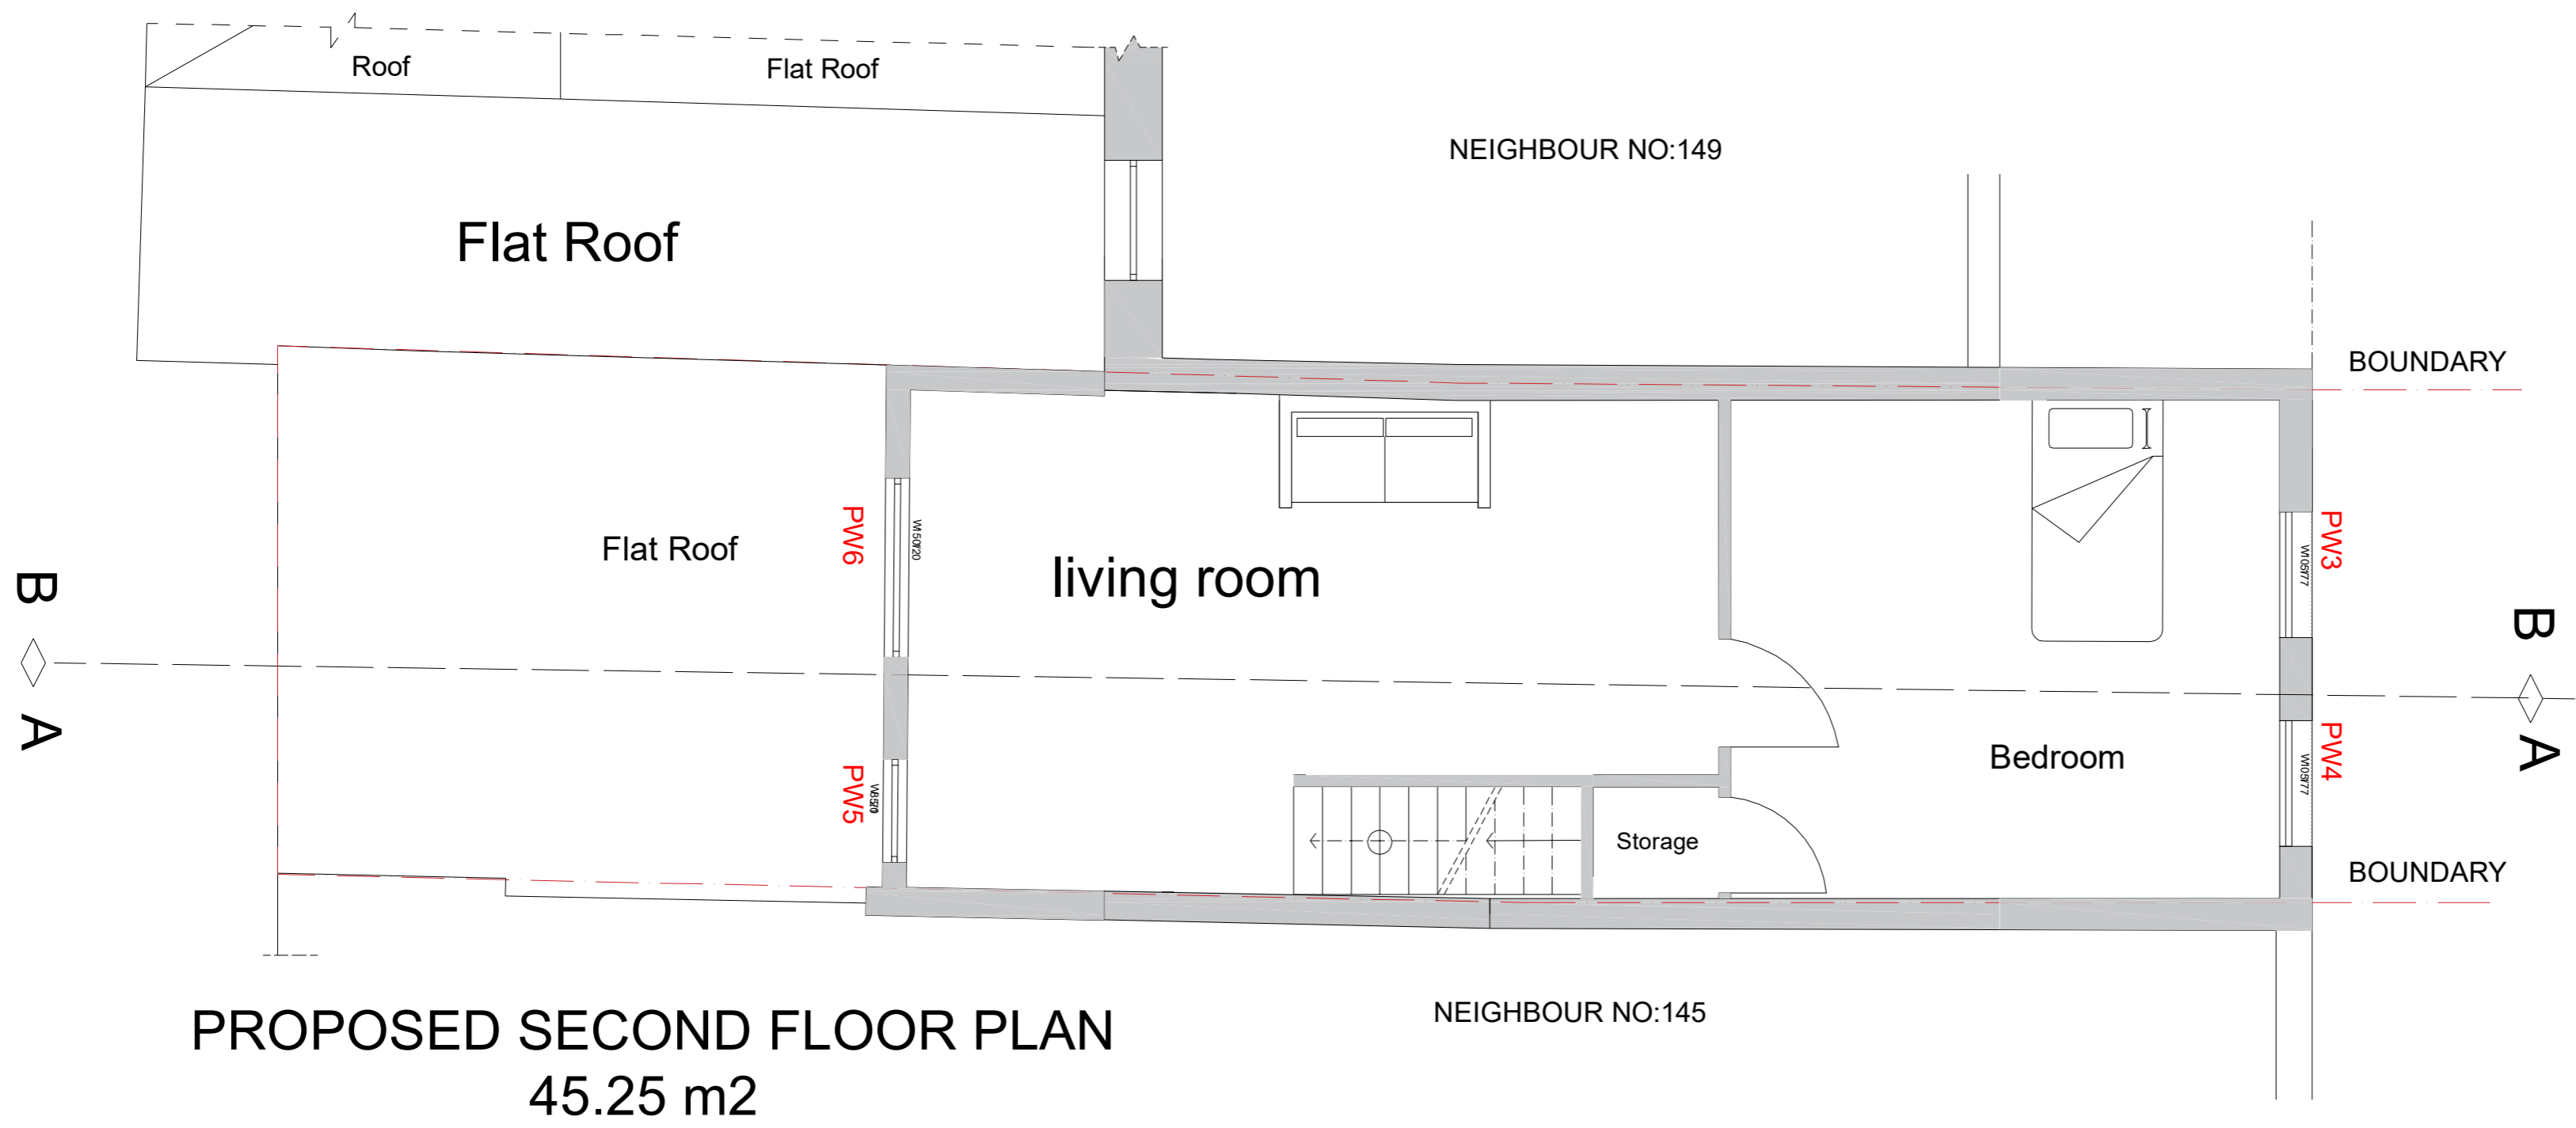 Roof
Flat Roof
NEIGHBOUR NO:149
Flat Roof
BOUNDARY
PW6
PW3
Flat Roof
living room
B
B
A
A
PW4
Bedroom
PW5
Storage
BOUNDARY
NEIGHBOUR NO:145
PROPOSED SECOND FLOOR PLAN
45.25 m2